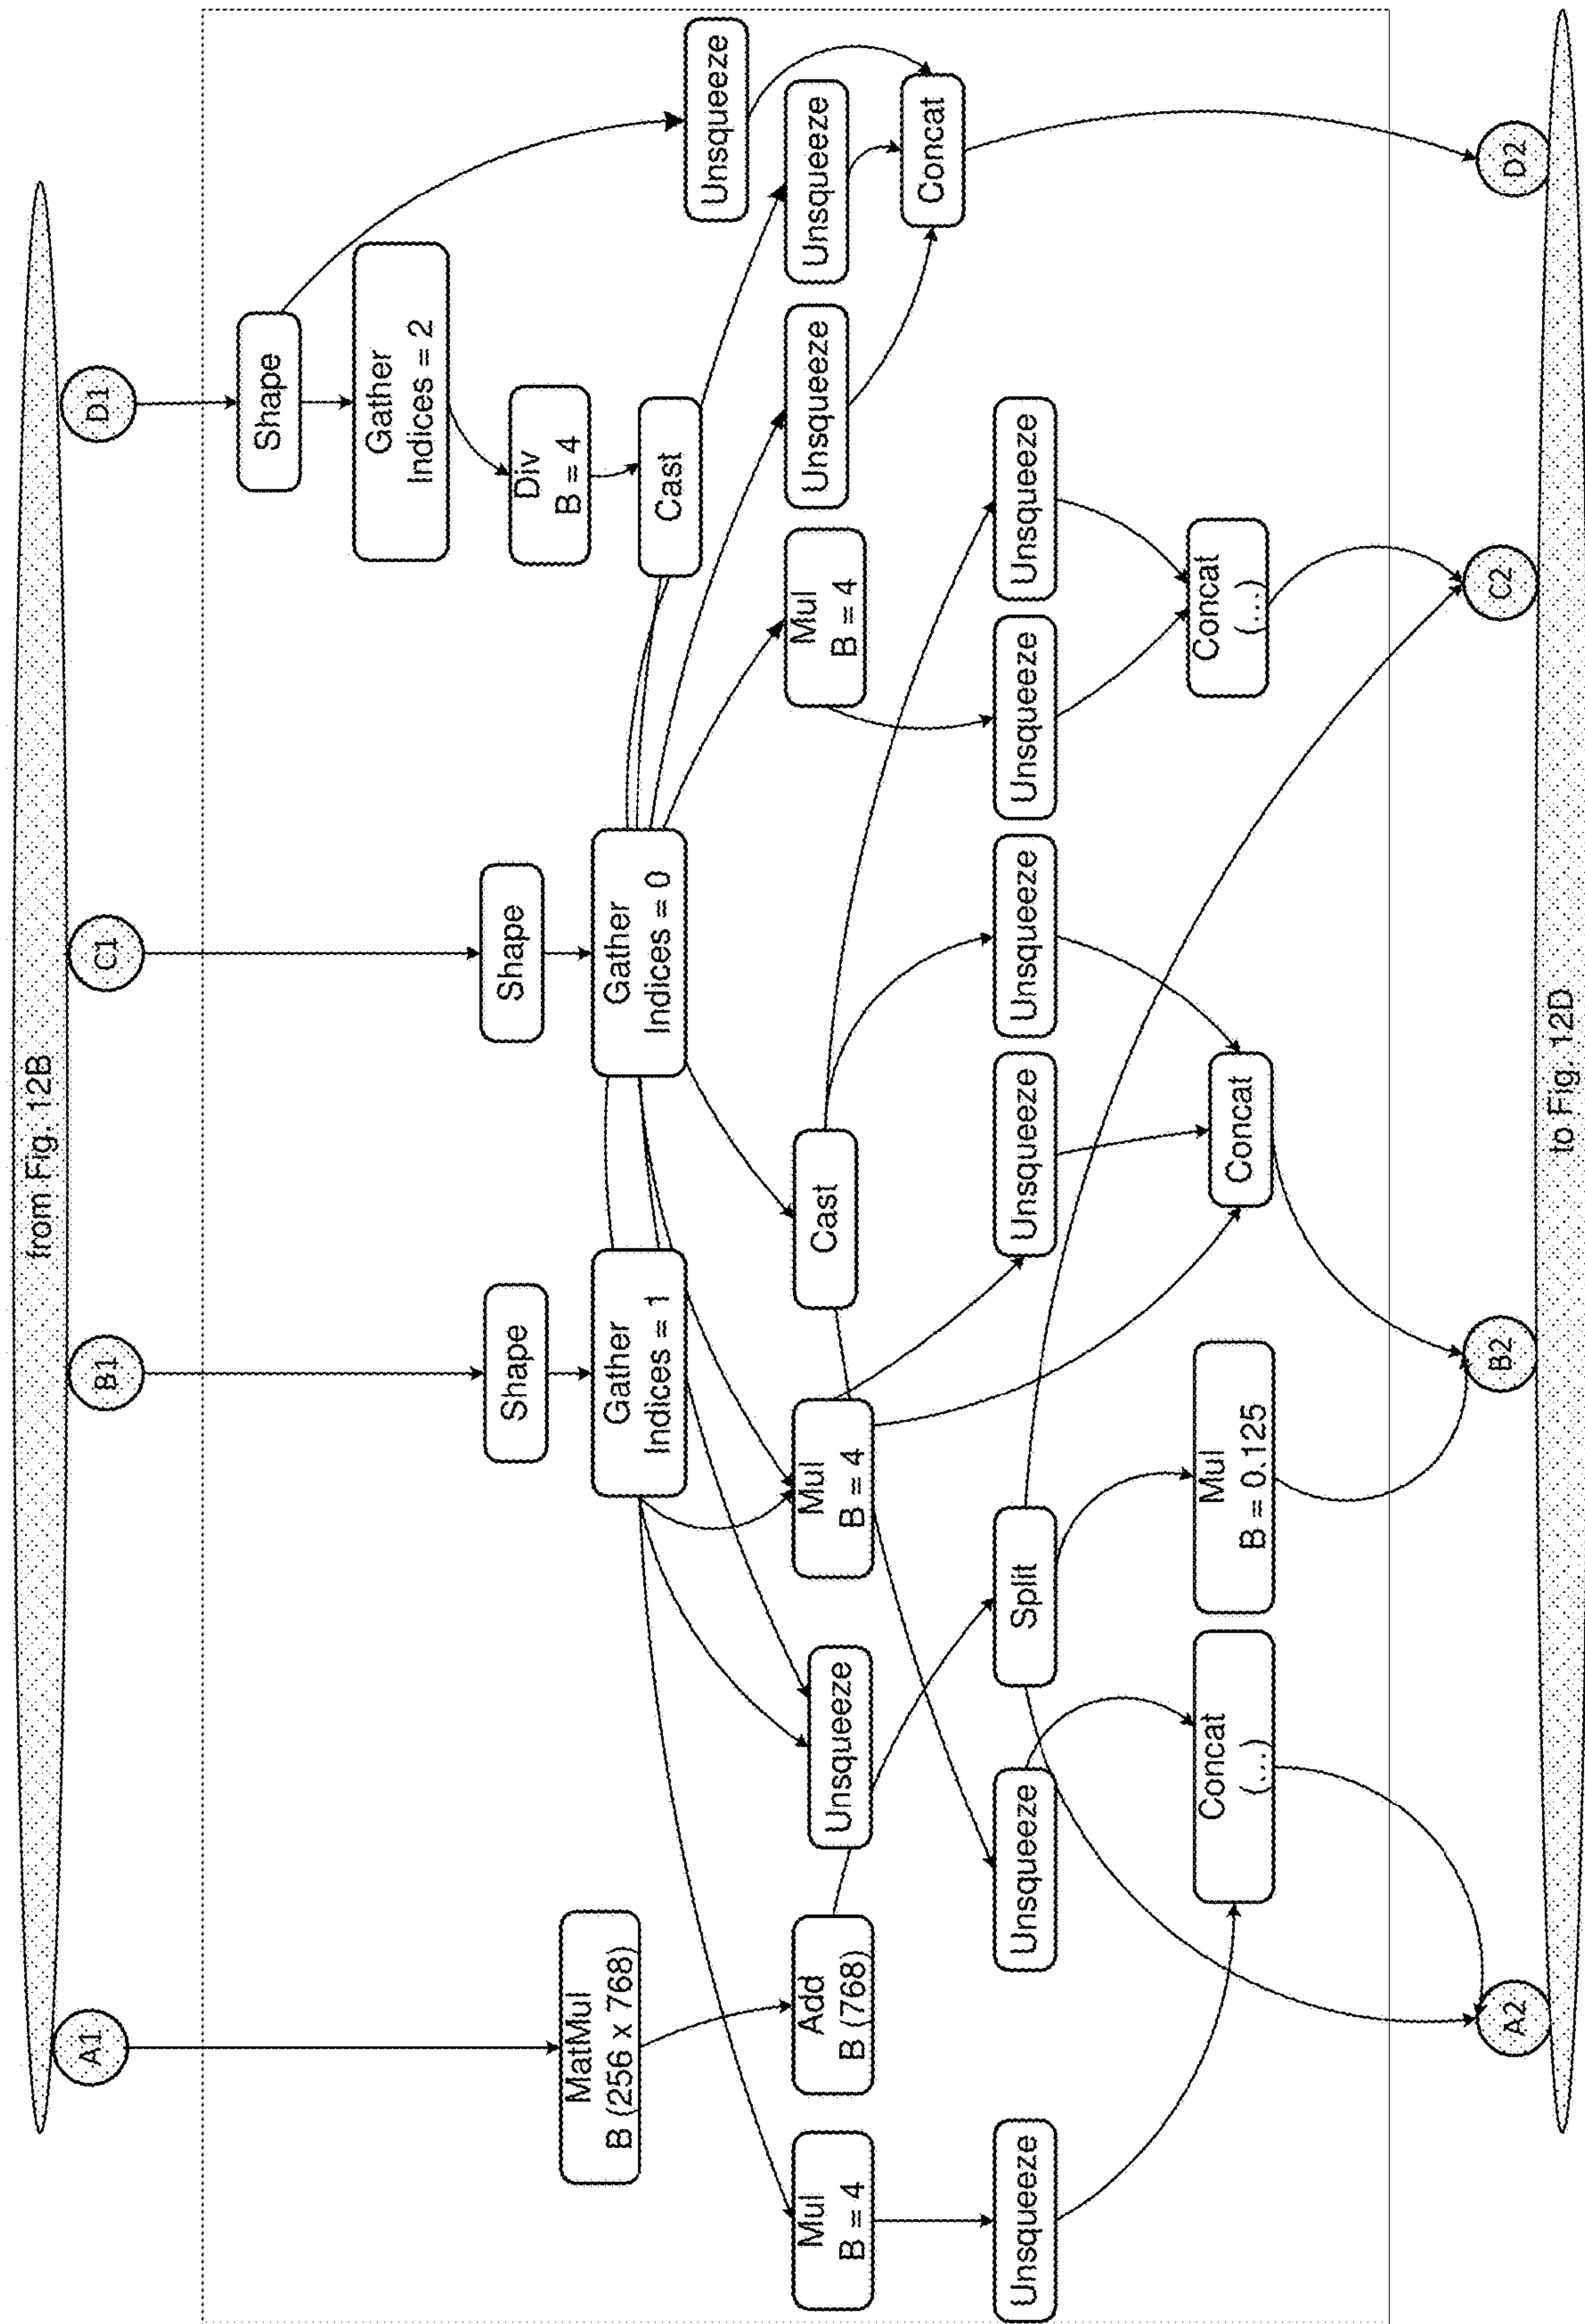 from Fig. 12B
A1
B1
C1
D1
Shape
Gather
Indices = 2
Shape
Shape
Div
B = 4
MatMul
B (256 x 768)
Gather
Indices = 1
Gather
Indices = 0
Cast
Unsqueeze
Mul
B = 4
Add
B (768)
Unsqueeze
Mul
B = 4
Cast
Mul
B = 4
Unsqueeze
Unsqueeze
Concat
Unsqueeze
Unsqueeze
Split
Unsqueeze
Unsqueeze
Unsqueeze
Unsqueeze
Concat
(...)
Mul
B = 0.125
Concat
Concat
(...)
A2
B2
C2
D2
to Fig. 12D